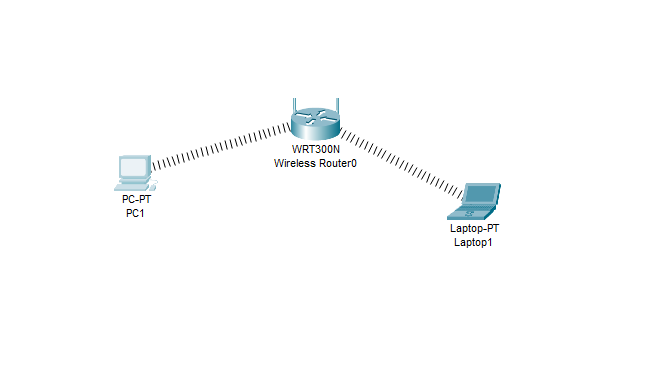 WRT300N
Wireless Router0
PC-PT
PC1
Laptop-PT
Laptop1